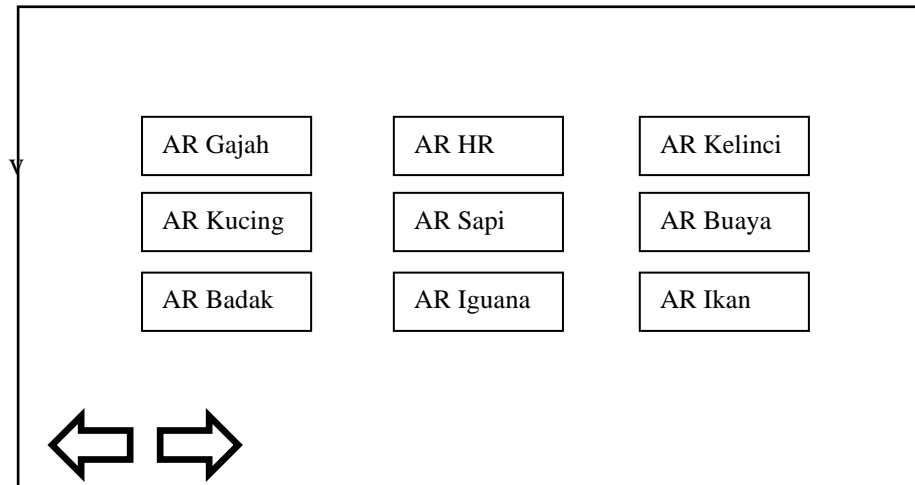 AR Gajah AR HR AR Kelinci
v
AR Kucing AR Sapi AR Buaya
AR Badak AR Iguana AR Ikan